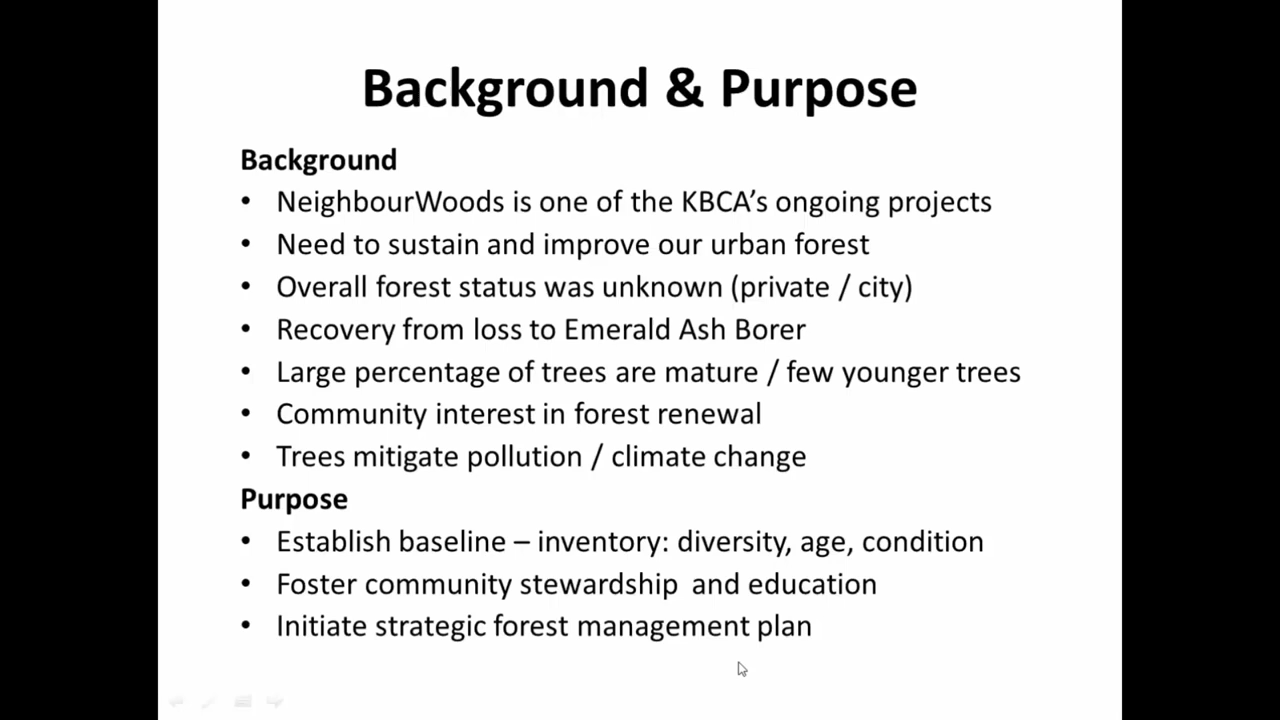 Background & Purpose
Background
• NeighbourWoods is one of the KBCA’s ongoing projects
• Need to sustain and improve our urban forest
• Overall forest status was unknown (private / city)
• Recovery from loss to Emerald Ash Borer
• Large percentage of trees are mature / few younger trees
• Community interest in forest renewal
• Trees mitigate pollution / climate change
Purpose
• Establish baseline – inventory: diversity, age, condition
• Foster community stewardship  and education
• Initiate strategic forest management plan